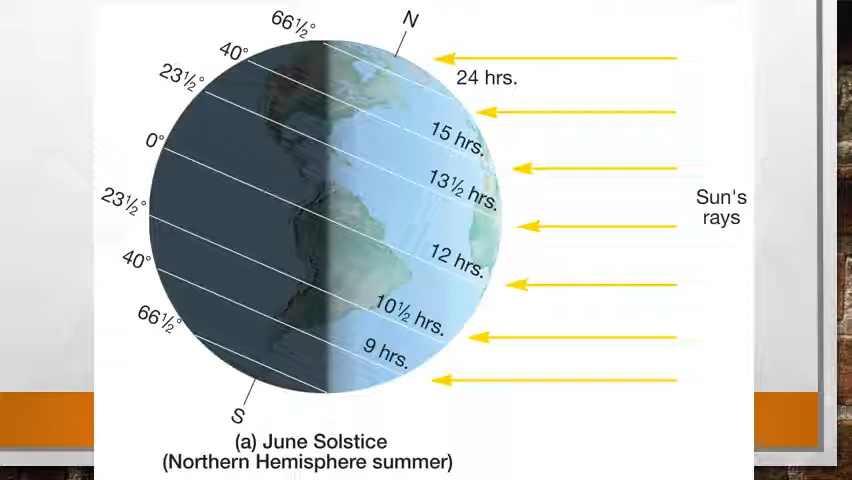 N
66½°
40°
24 hrs.
23½°
15 hrs.
0°
13½ hrs.
Sun's
rays
23½°
12 hrs.
40°
10½ hrs.
66½°
9 hrs.
S
(a) June Solstice
(Northern Hemisphere summer)